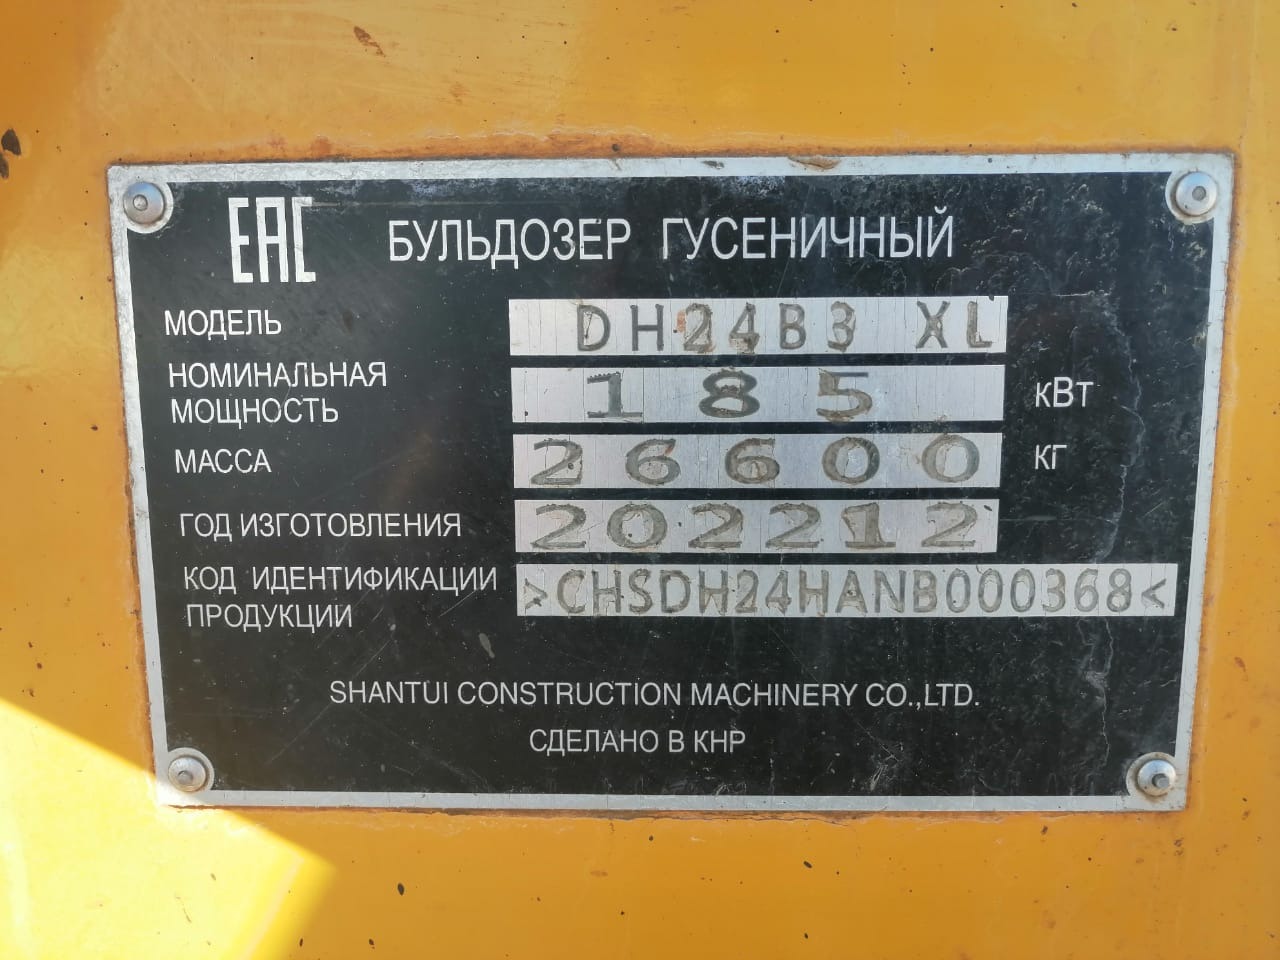 EAC БУЛЬДОЗЕР ГУСЕНИЧНЫЙ
МОДЕЛЬ DH24B3 XL
НОМИНАЛЬНАЯ
МОЩНОСТЬ 185 кВт
МАССА 26600 КГ
ГОД ИЗГОТОВЛЕНИЯ 202212
КОД ИДЕНТИФИКАЦИИ
ПРОДУКЦИИ >CHSDH24HANB000368<
SHANTUI CONSTRUCTION MACHINERY CO.,LTD.
СДЕЛАНО В КНР